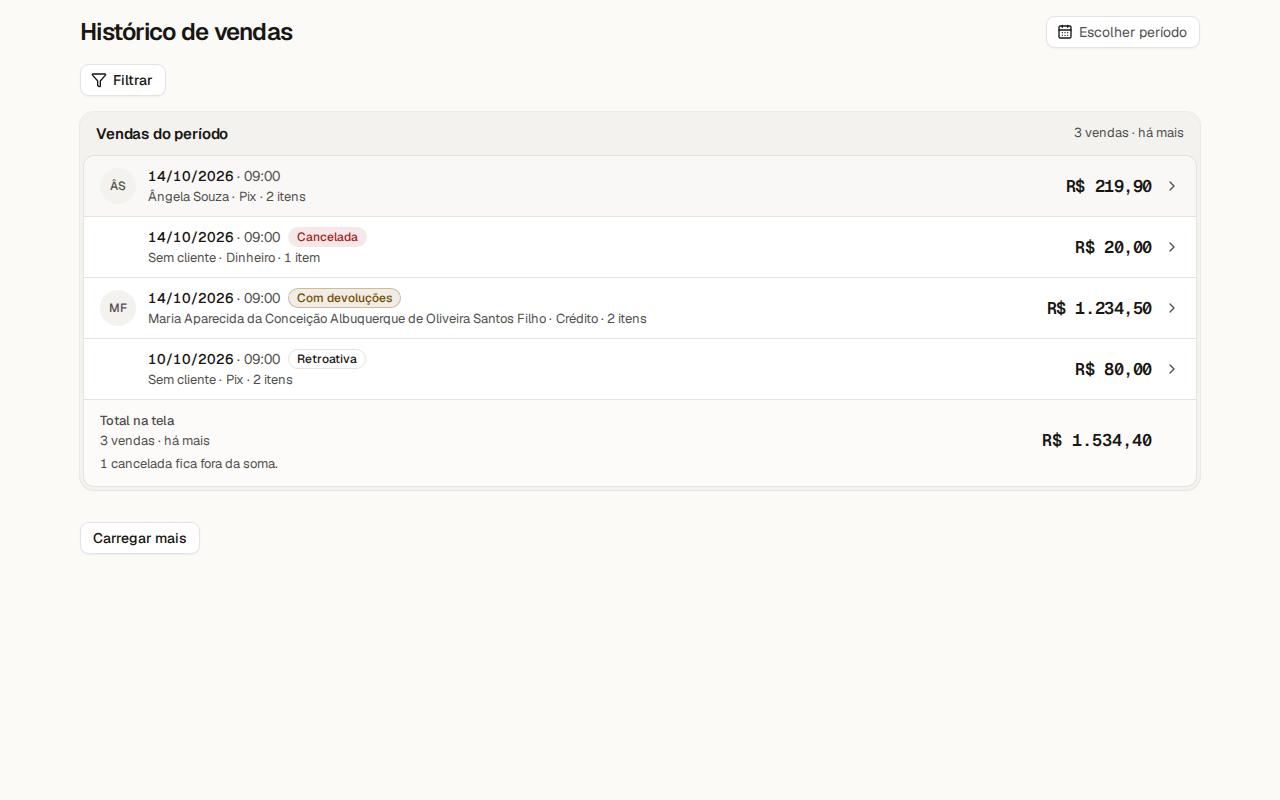 Histórico de vendas
Escolher período
Filtrar
Vendas do período
3 vendas · há mais
ÂS
14/10/2026 · 09:00
Ângela Souza · Pix · 2 itens
R$ 219,90
14/10/2026 · 09:00 Cancelada
Sem cliente · Dinheiro · 1 item
R$ 20,00
MF
14/10/2026 · 09:00 Com devoluções
Maria Aparecida da Conceição Albuquerque de Oliveira Santos Filho · Crédito · 2 itens
R$ 1.234,50
10/10/2026 · 09:00 Retroativa
Sem cliente · Pix · 2 itens
R$ 80,00
Total na tela
3 vendas · há mais
1 cancelada fica fora da soma.
R$ 1.534,40
Carregar mais